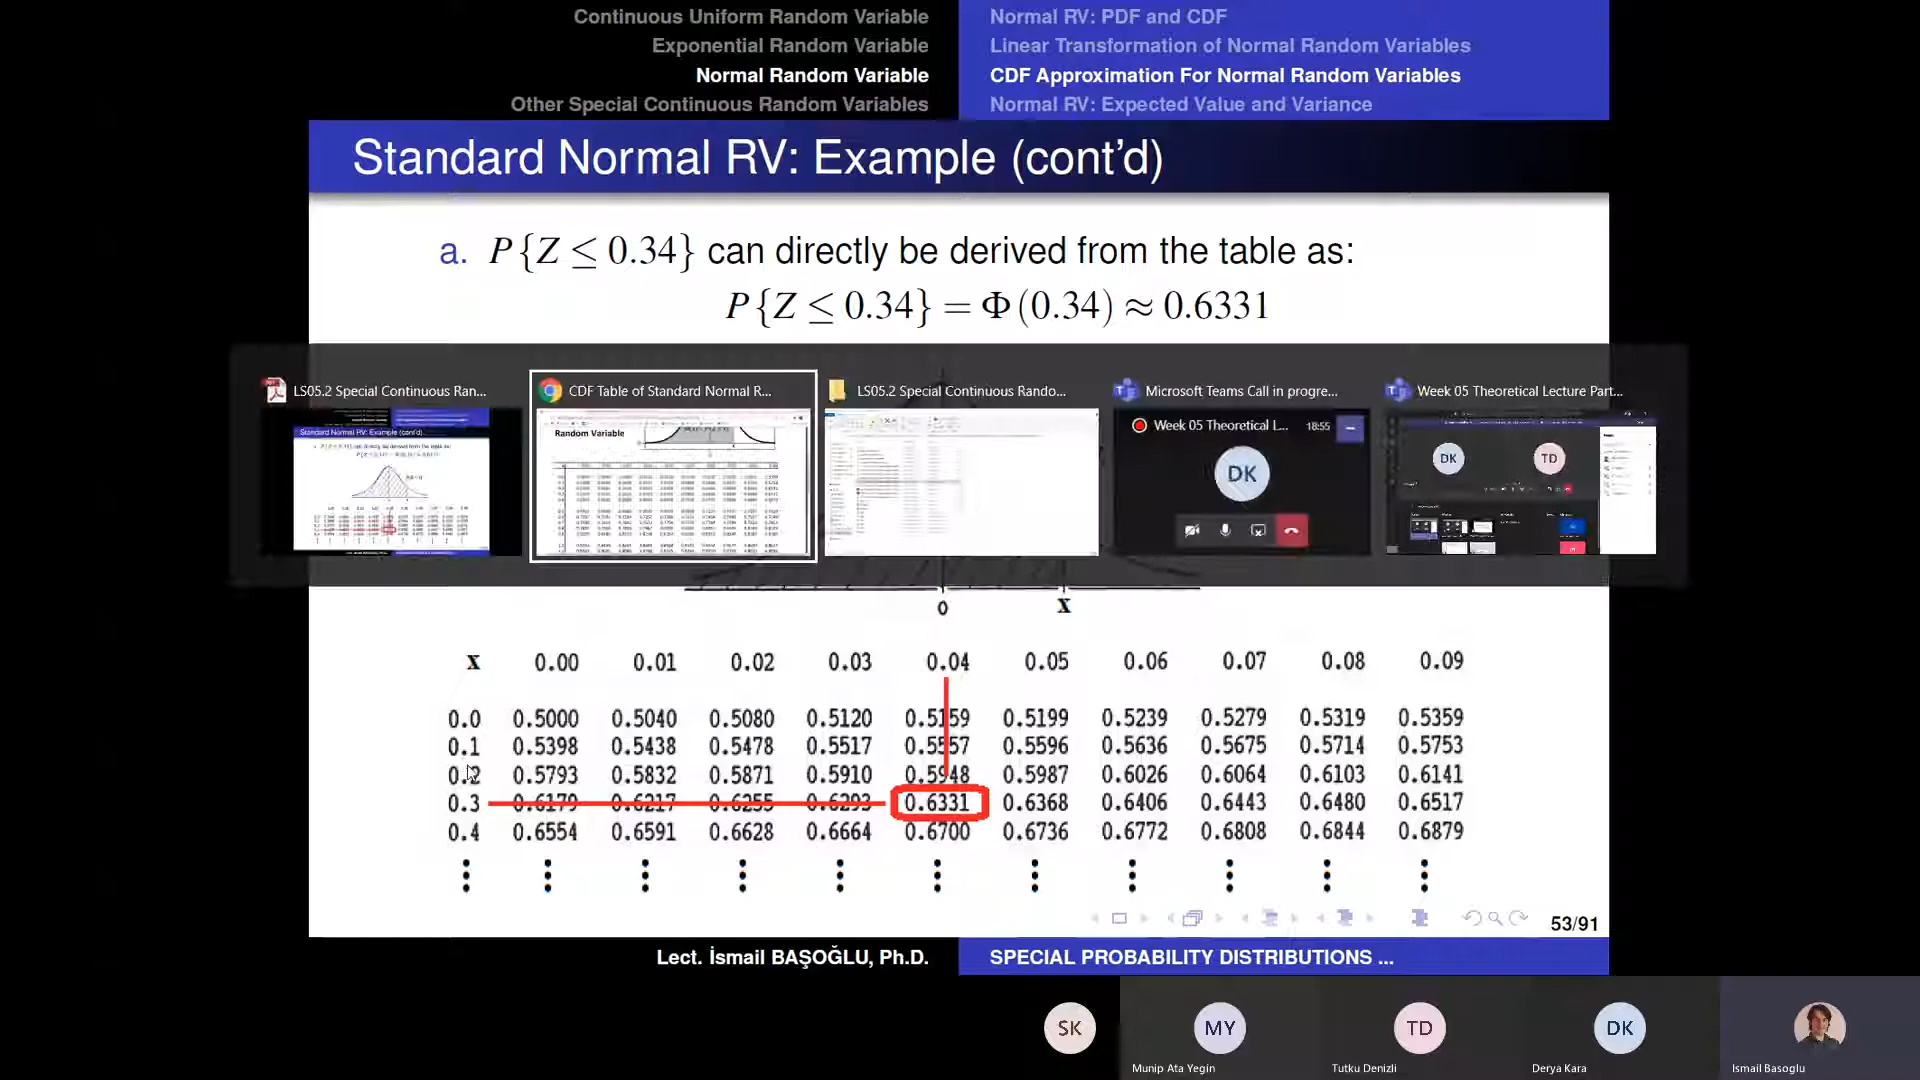 Continuous Uniform Random Variable
Exponential Random Variable
Normal Random Variable
Other Special Continuous Random Variables
Normal RV: PDF and CDF
Linear Transformation of Normal Random Variables
CDF Approximation For Normal Random Variables
Normal RV: Expected Value and Variance
Standard Normal RV: Example (cont'd)
a. P{Z ≤ 0.34} can directly be derived from the table as:
P{Z ≤ 0.34} = Φ(0.34) ≈ 0.6331
LS05.2 Special Continuous Ran...
CDF Table of Standard Normal R...
LS05.2 Special Continuous Rando...
Microsoft Teams Call in progre...
Week 05 Theoretical Lecture Part...
Standard Normal RV: Example (cont'd)
Random Variable
Week 05 Theoretical L...
18:55
DK
DK
TD
0 x
x 0.00 0.01 0.02 0.03 0.04 0.05 0.06 0.07 0.08 0.09
0.0 0.5000 0.5040 0.5080 0.5120 0.5159 0.5199 0.5239 0.5279 0.5319 0.5359
0.1 0.5398 0.5438 0.5478 0.5517 0.5557 0.5596 0.5636 0.5675 0.5714 0.5753
0.2 0.5793 0.5832 0.5871 0.5910 0.5948 0.5987 0.6026 0.6064 0.6103 0.6141
0.3 0.6179 0.6217 0.6255 0.6293 0.6331 0.6368 0.6406 0.6443 0.6480 0.6517
0.4 0.6554 0.6591 0.6628 0.6664 0.6700 0.6736 0.6772 0.6808 0.6844 0.6879
53/91
Lect. İsmail BAŞOĞLU, Ph.D.
SPECIAL PROBABILITY DISTRIBUTIONS ...
SK
MY
TD
DK
Munip Ata Yegin
Tutku Denizli
Derya Kara
Ismail Basoglu